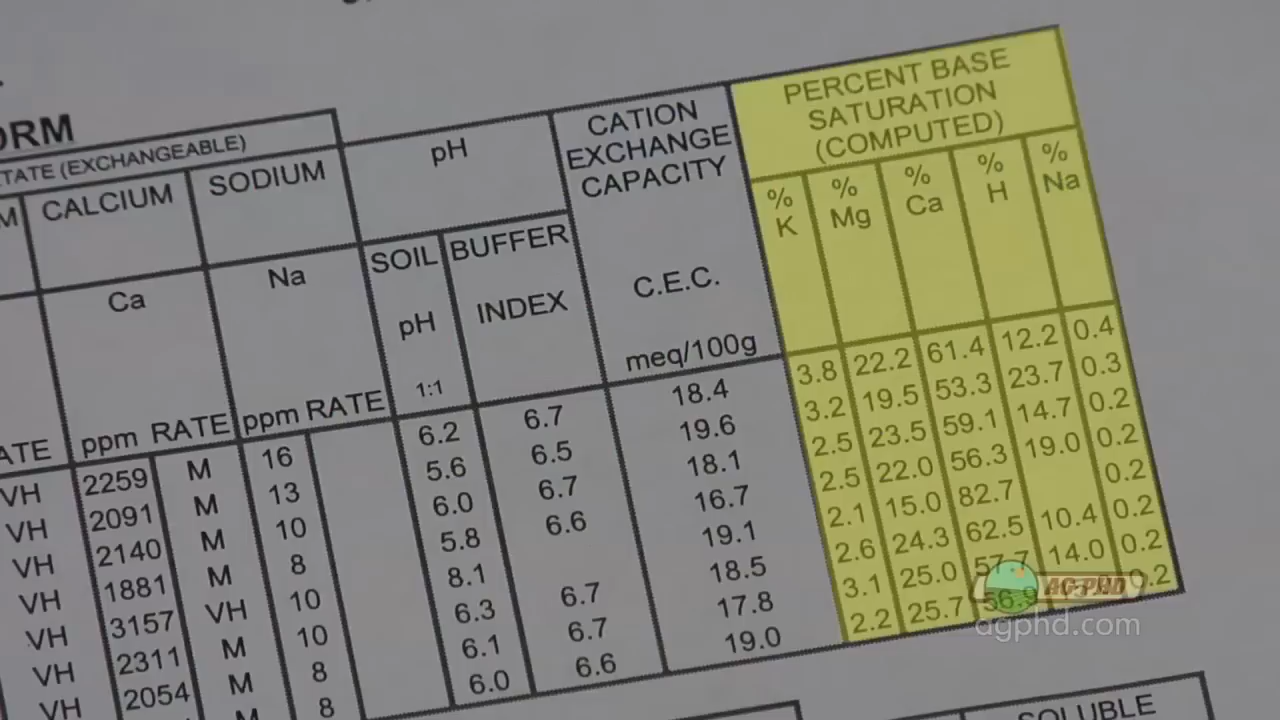 ORM
TATE (EXCHANGEABLE)
CALCIUM
SODIUM
pH
CATION
EXCHANGE
CAPACITY
PERCENT BASE
SATURATION
(COMPUTED)
M
Ca
Na
SOIL
pH
1:1
BUFFER
INDEX
C.E.C.
meq/100g
%
K
%
Mg
%
Ca
%
H
%
Na
ATE
ppm RATE
ppm RATE
VH 2259 M 16 6.2 6.7 18.4 3.8 22.2 61.4 12.2 0.4
VH 2091 M 13 5.6 6.5 19.6 3.2 19.5 53.3 23.7 0.3
VH 2140 M 10 6.0 6.7 18.1 2.5 23.5 59.1 14.7 0.2
VH 1881 M 8 5.8 6.6 16.7 2.5 22.0 56.3 19.0 0.2
VH 3157 VH 10 8.1 19.1 2.1 15.0 82.7 0.2
VH 2311 M 10 6.3 6.7 18.5 2.6 24.3 62.5 10.4 0.2
VH 2054 M 8 6.1 6.7 17.8 3.1 25.0 57.7 14.0 0.2
M 8 6.0 6.6 19.0 2.2 25.7 56.9 0.2
AG PHD
agphd.com
SOLUBLE